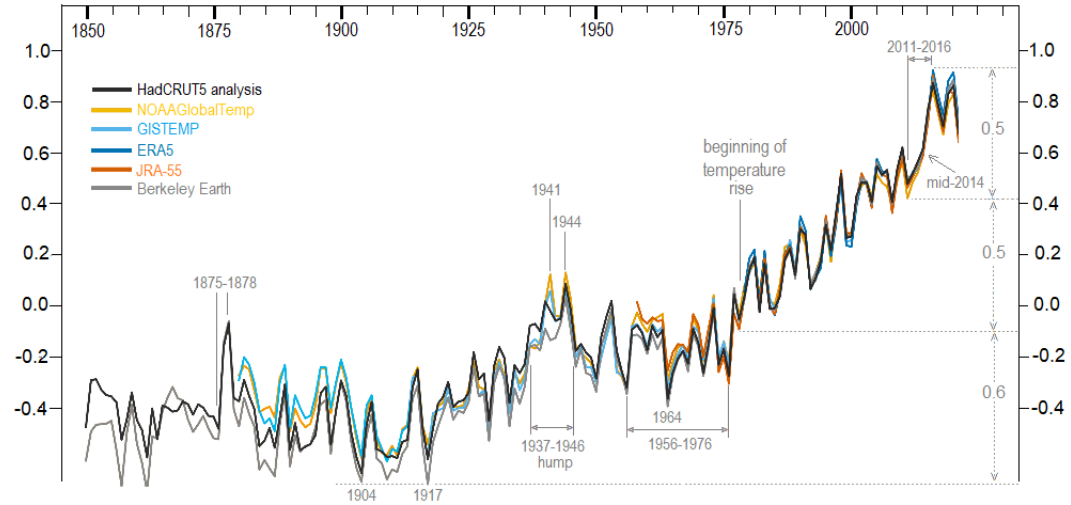 1850 1875 1900 1925 1950 1975 2000
2011-2016
1.0 1.0
HadCRUT5 analysis
NOAAGlobalTemp
GISTEMP
ERA5
JRA-55
Berkeley Earth
0.8 0.8
0.5
beginning of
temperature
rise
0.6 0.6
mid-2014
1941
0.4 0.4
1944
0.2 0.2
0.5
1875-1878
0.0 0.0
-0.2 -0.2
0.6
-0.4 -0.4
1964
1937-1946
hump
1956-1976
1904 1917